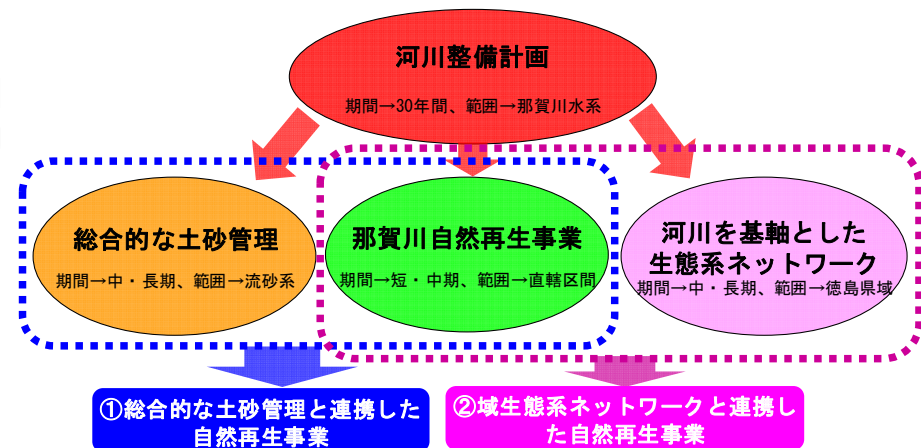 河川整備計画
期間→30年間、範囲→那賀川水系
総合的な土砂管理
期間→中・長期、範囲→流砂系
那賀川自然再生事業
期間→短・中期、範囲→直轄区間
河川を基軸とした
生態系ネットワーク
期間→中・長期、範囲→徳島県域
①総合的な土砂管理と連携した
自然再生事業
②域生態系ネットワークと連携し
た自然再生事業